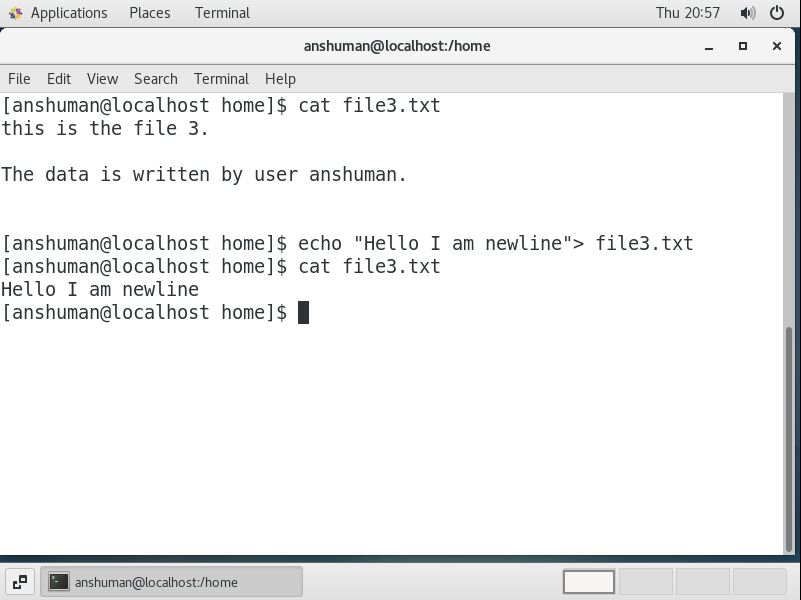 Applications Places Terminal Thu 20:57
anshuman@localhost:/home
File Edit View Search Terminal Help
[anshuman@localhost home]$ cat file3.txt
this is the file 3.
The data is written by user anshuman.
[anshuman@localhost home]$ echo "Hello I am newline"> file3.txt
[anshuman@localhost home]$ cat file3.txt
Hello I am newline
[anshuman@localhost home]$
anshuman@localhost:/home